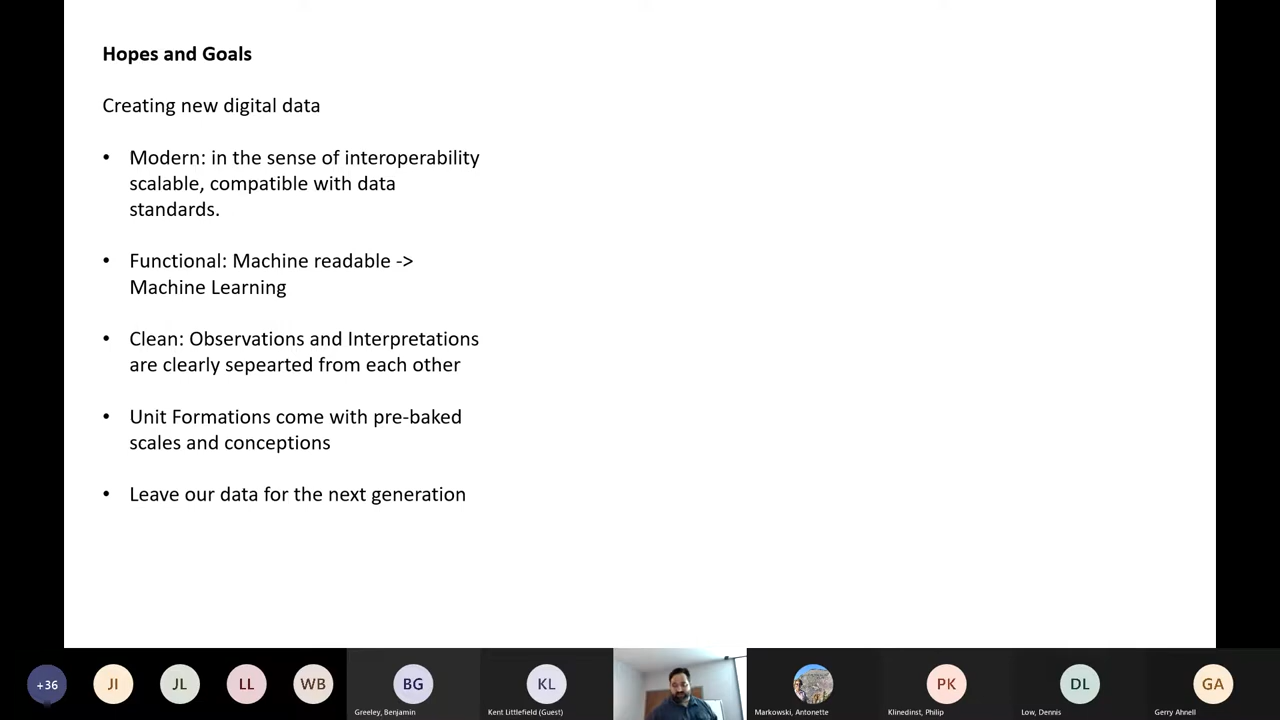 Hopes and Goals
Creating new digital data
• Modern: in the sense of interoperability
scalable, compatible with data
standards.
• Functional: Machine readable ->
Machine Learning
• Clean: Observations and Interpretations
are clearly sepearted from each other
• Unit Formations come with pre-baked
scales and conceptions
• Leave our data for the next generation
+36
JI
JL
LL
WB
BG
KL
PK
DL
GA
Greeley, Benjamin
Kent Littlefield (Guest)
Markowski, Antonette
Klinedinst, Philip
Low, Dennis
Gerry Ahnell